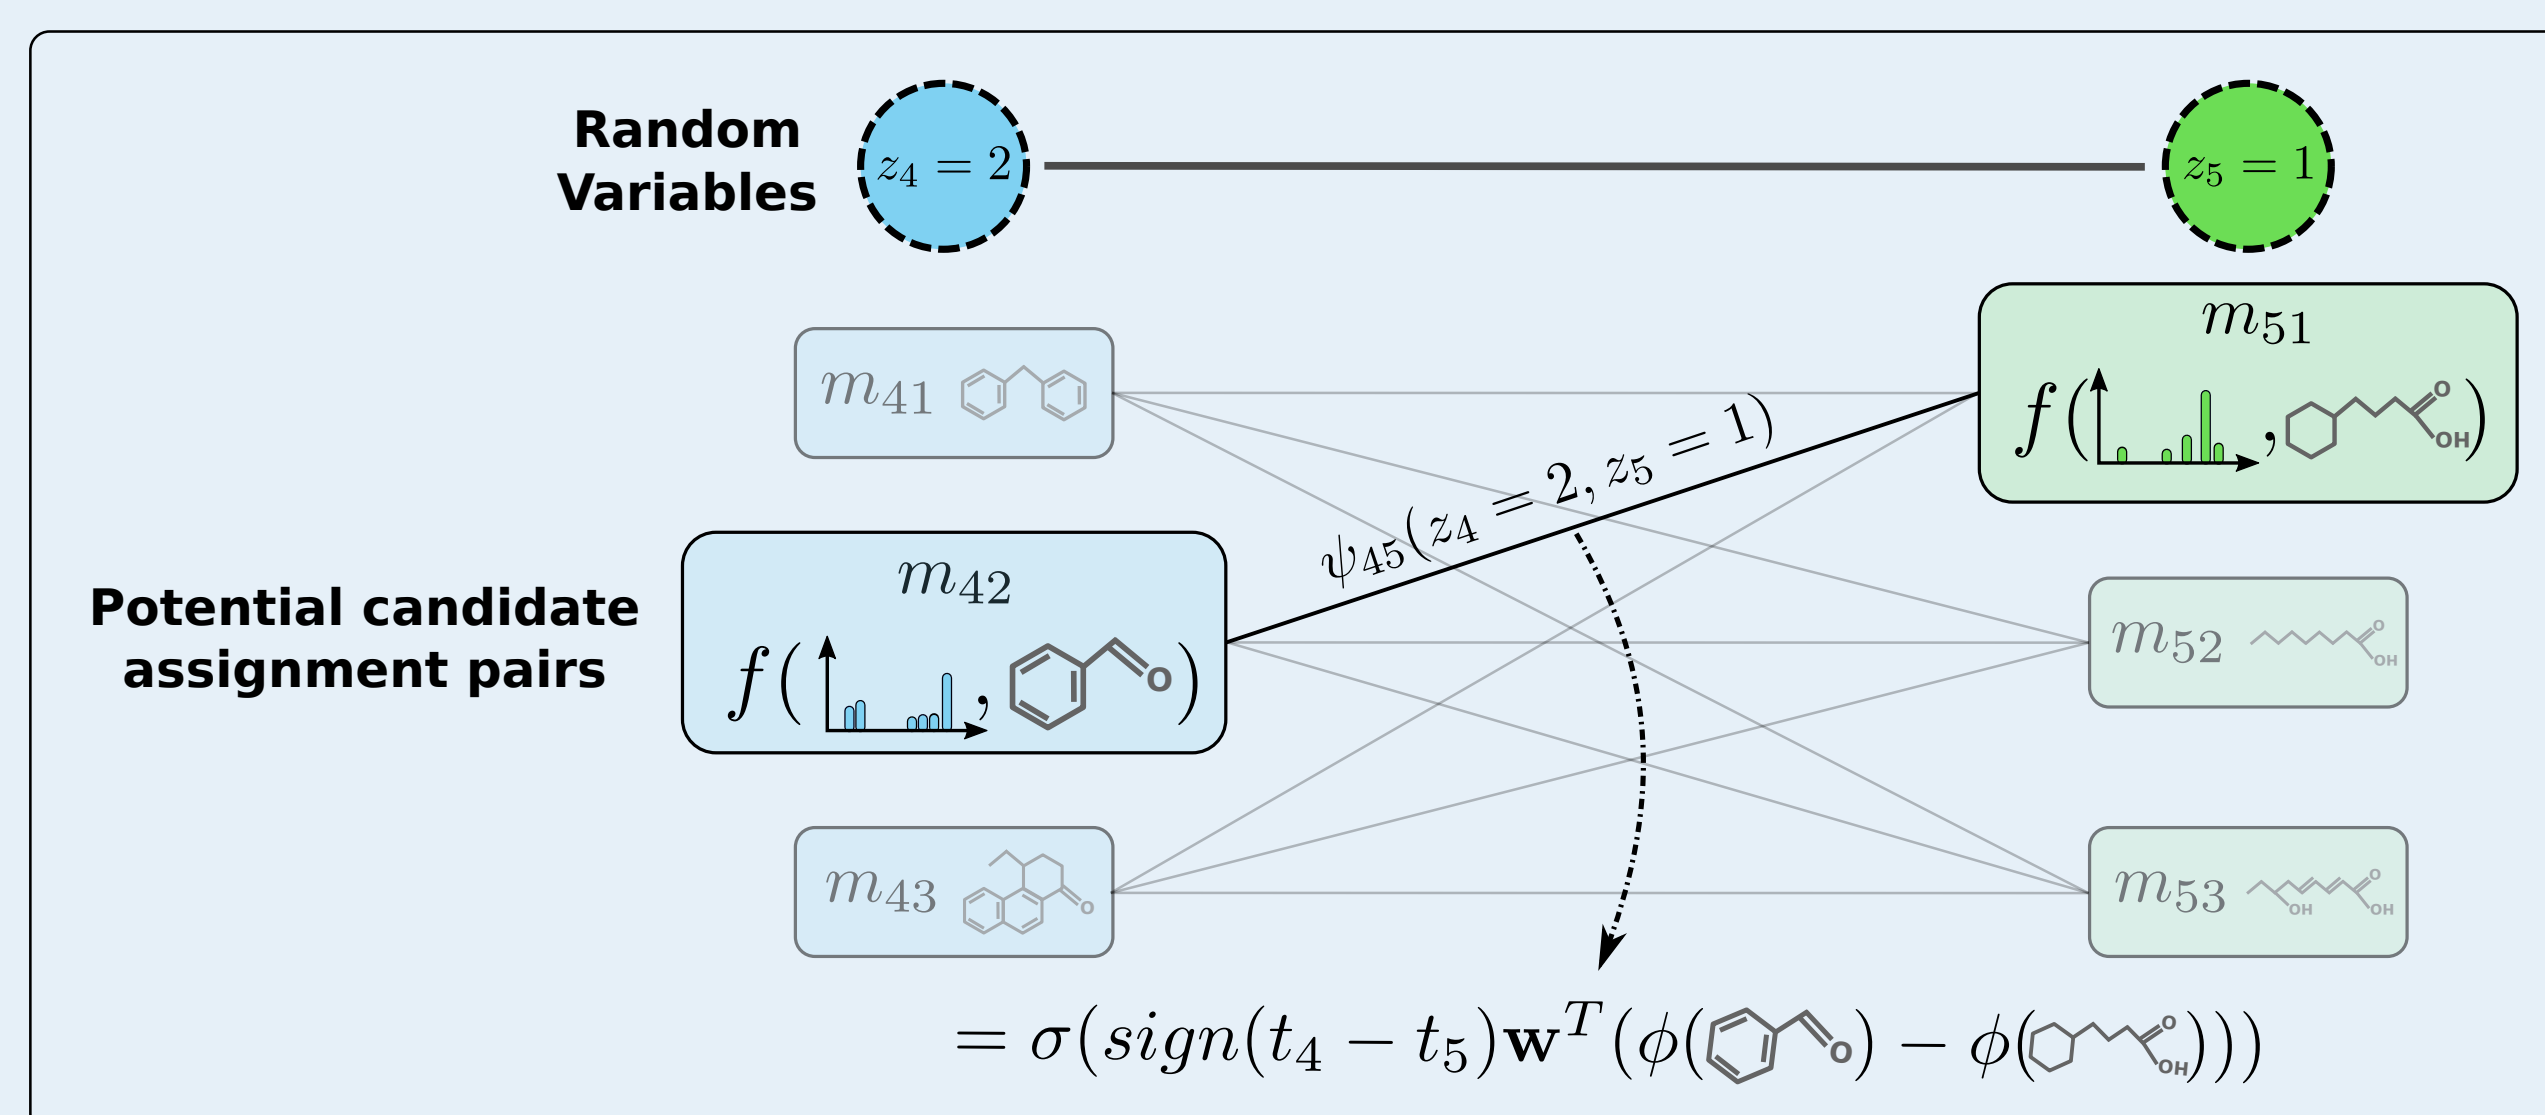 Random
Variables
z₄ = 2
z₅ = 1
m₄₁
m₅₁
f( , O OH )
ψ₄₅(z₄ = 2, z₅ = 1)
Potential candidate
assignment pairs
m₄₂
f( , O )
m₅₂ O OH
m₄₃ O
m₅₃ OH O OH
= σ(sign(t₄ − t₅)𝐰ᵀ(ϕ( O ) − ϕ( O OH )))